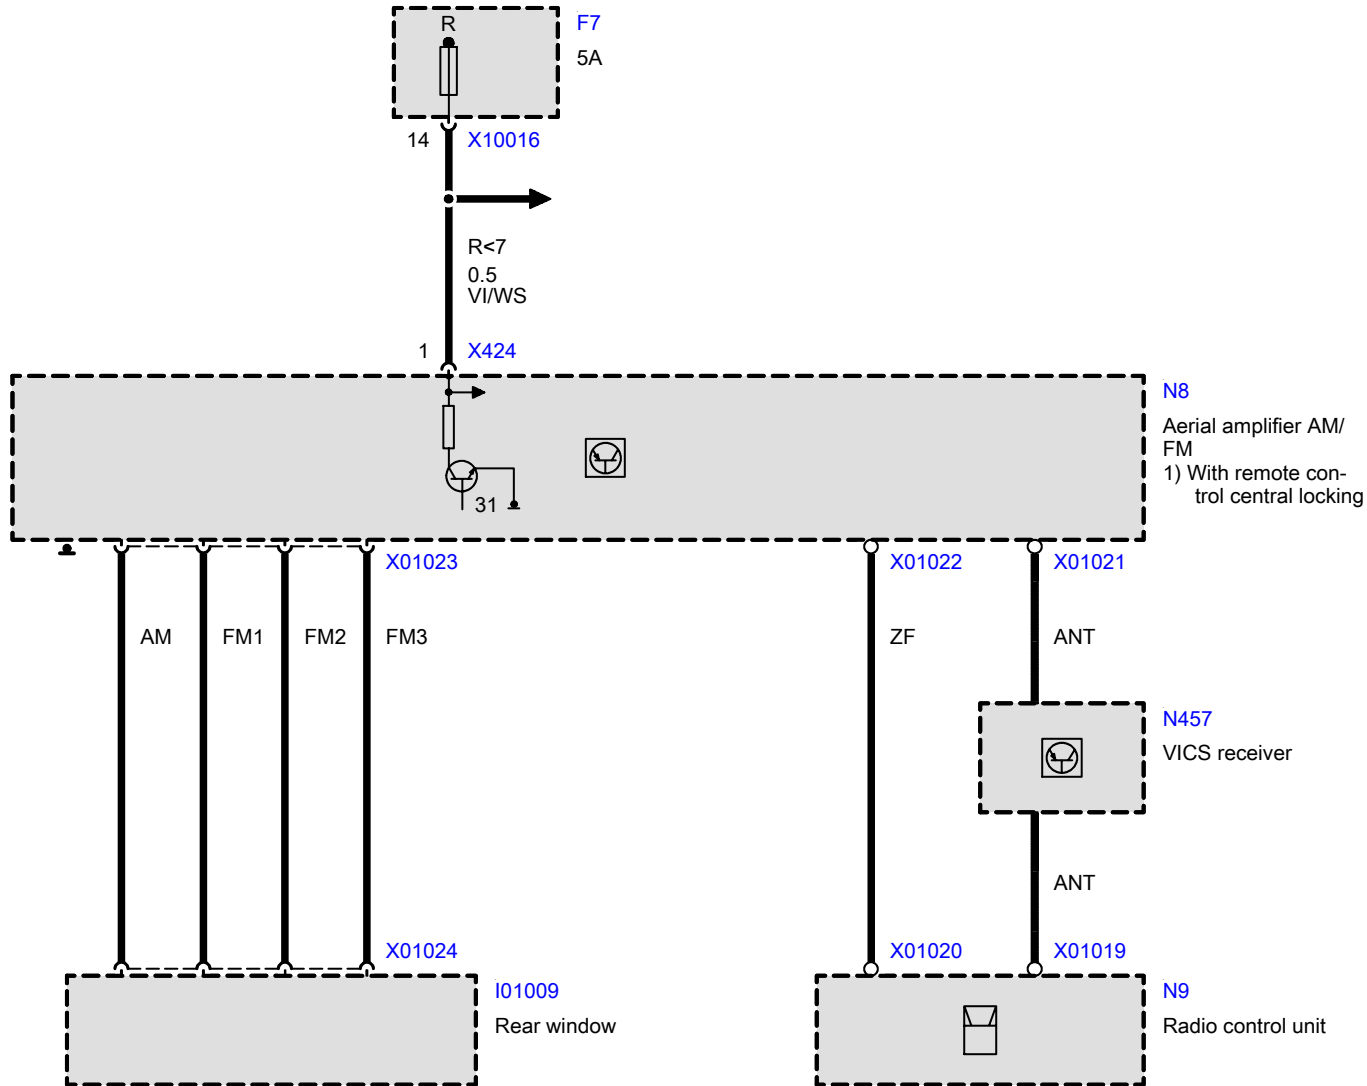 R
F7
5A
14 X10016
R<7
0.5
VI/WS
1 X424
N8
Aerial amplifier AM/
FM
1) With remote con-
trol central locking
31
X01023
X01022
X01021
AM
FM1
FM2
FM3
ZF
ANT
N457
VICS receiver
ANT
X01024
X01020
X01019
I01009
Rear window
N9
Radio control unit